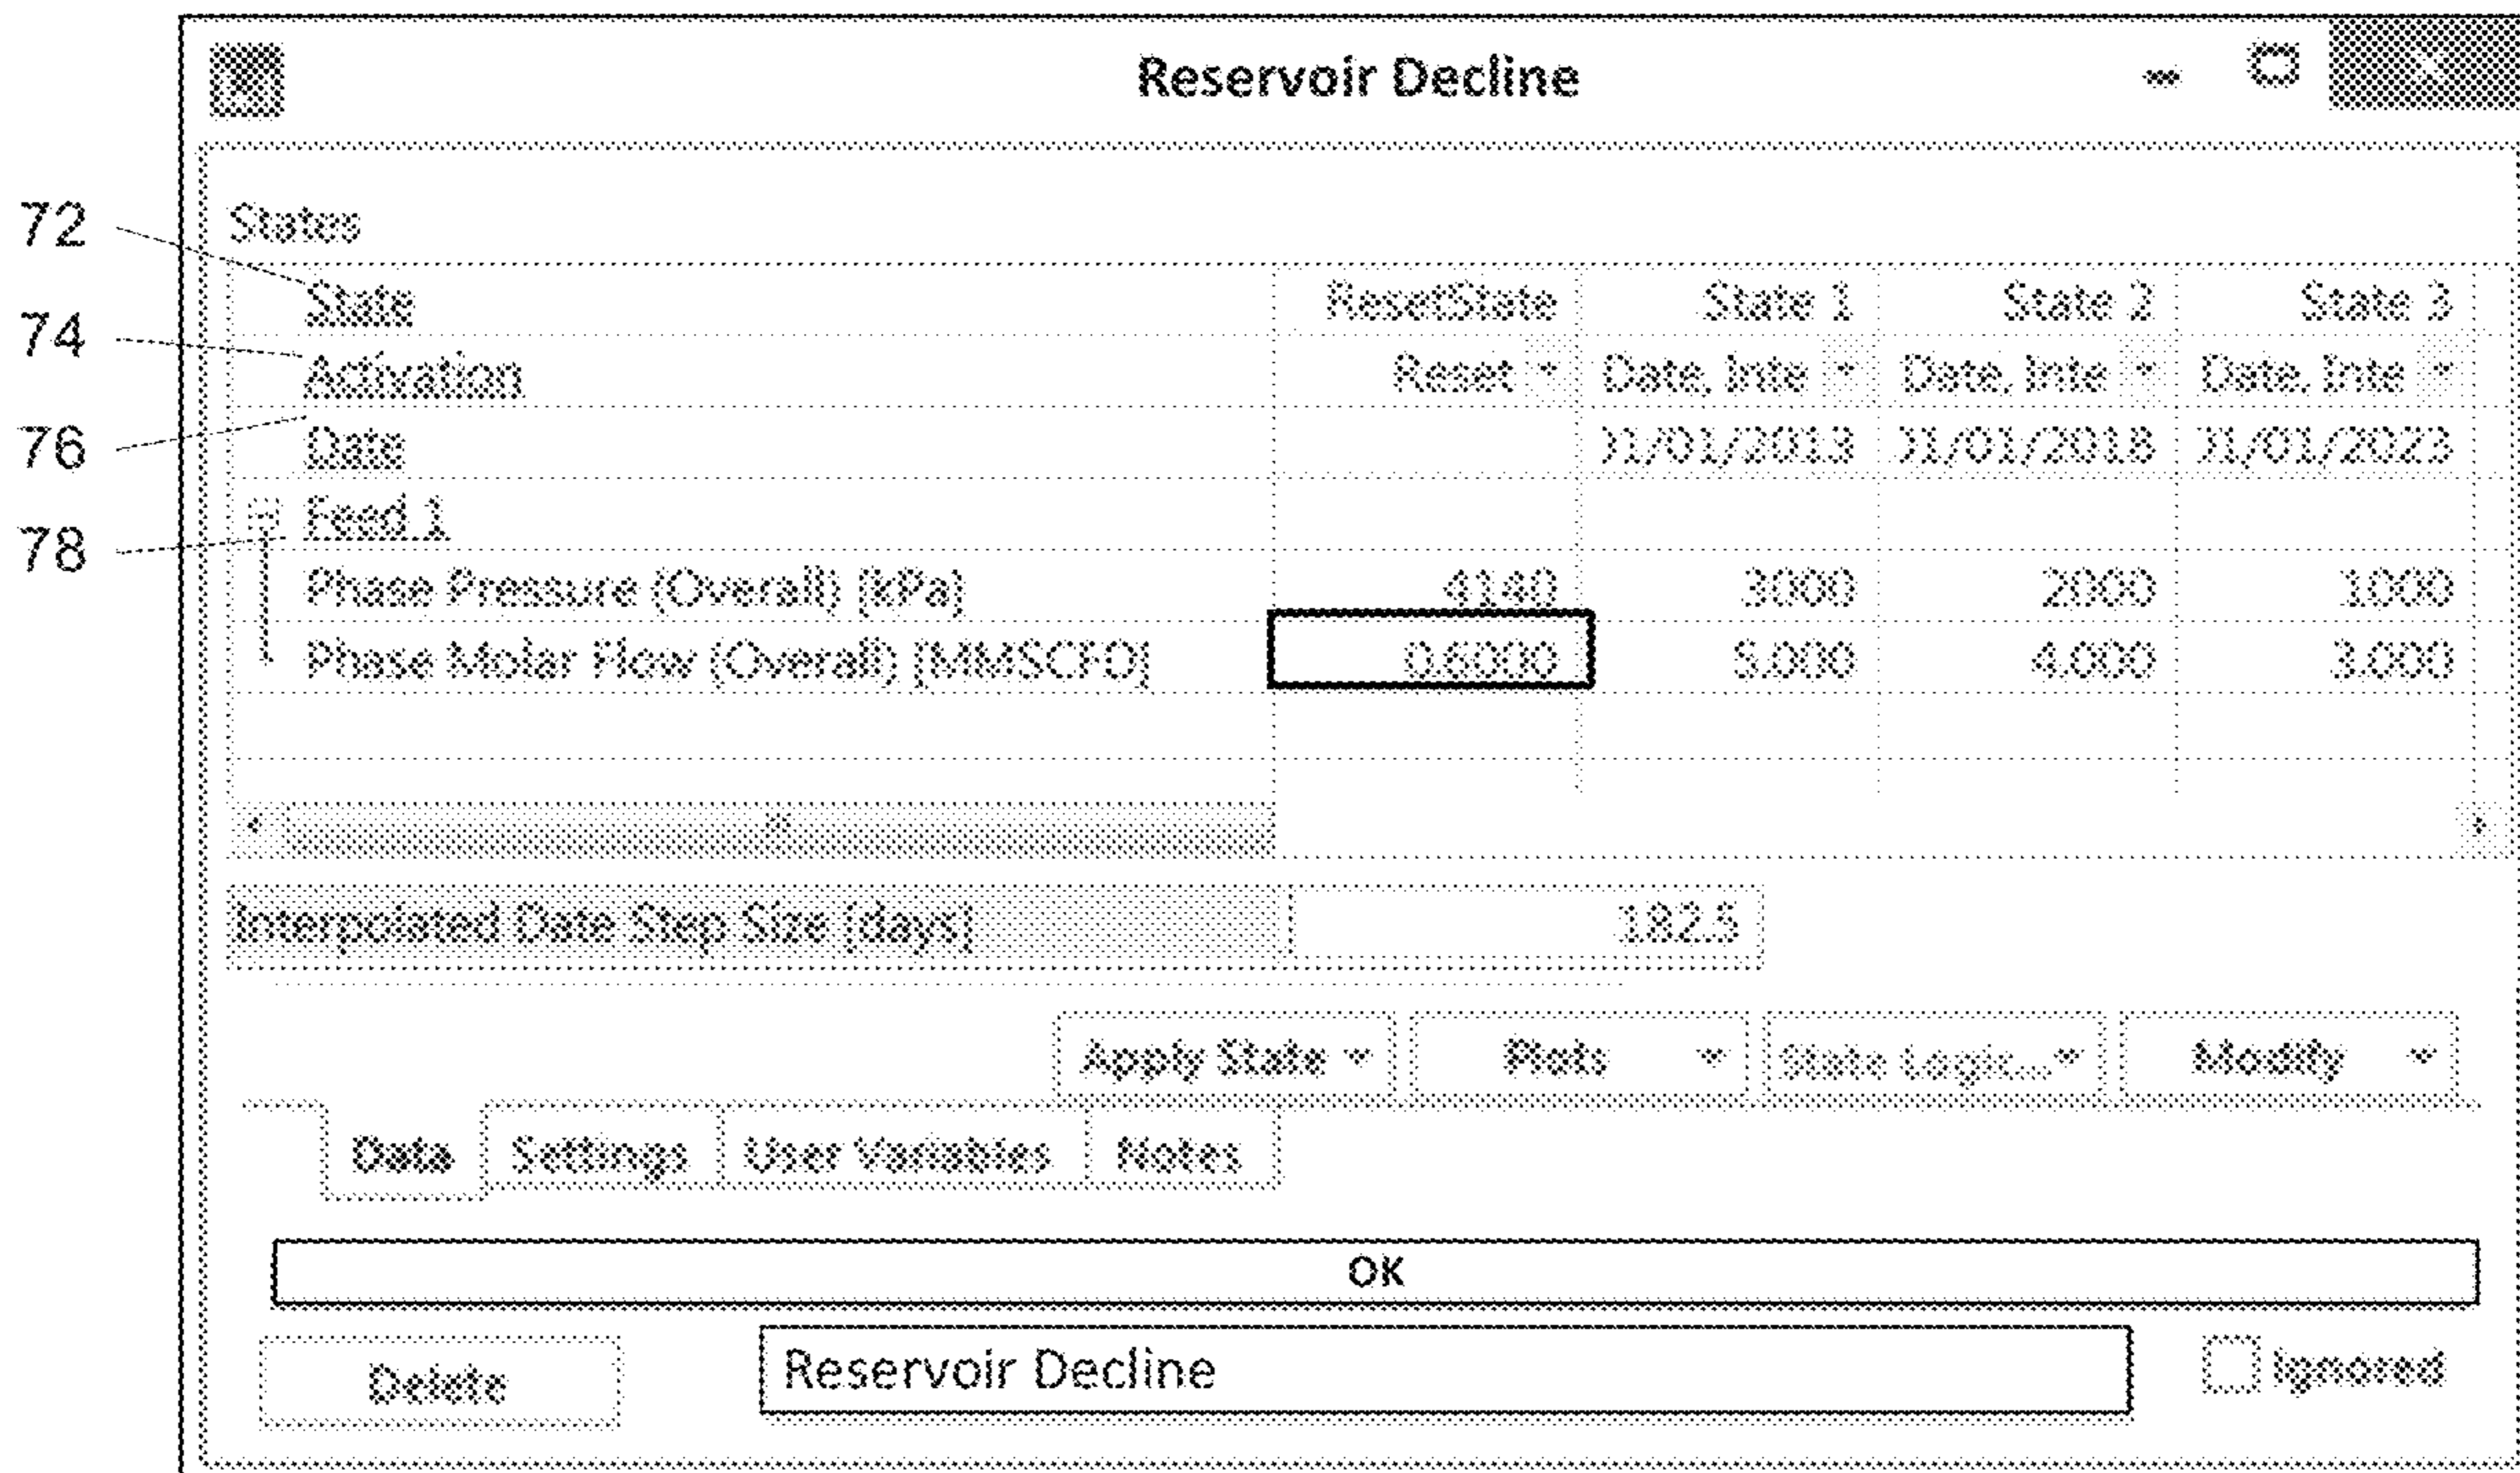 Reservoir Decline
72 States
State ResetState State 1 State 2 State 3
74 Activation Reset Date, Inte Date, Inte Date, Inte
76 Date 01/01/2018 01/01/2023
78 Feed 1
Phase Pressure (Overall) [kPa] 4140 3000 2000 1000
Phase Molar Flow (Overall) [MMSCFD] 0.6000 5.000 4.000 3.000
Interpolated Date Step Size [days] 182.5
Apply State Plots State Logic... Modify
Data Settings User Variables Notes
OK
Delete Reservoir Decline Ignored